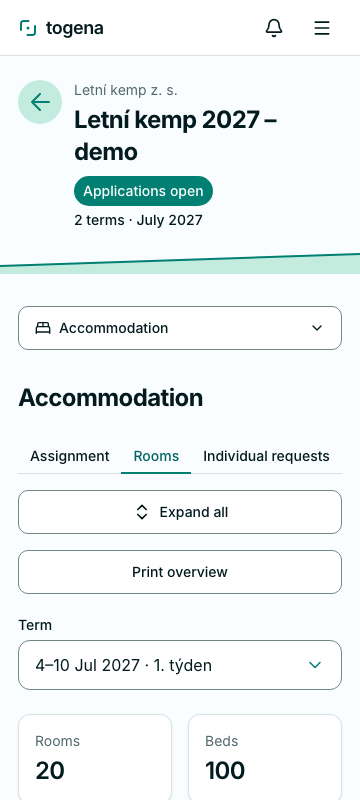 togena
Letní kemp z. s.
Letní kemp 2027 –
demo
Applications open
2 terms · July 2027
Accommodation
Accommodation
Assignment
Rooms
Individual requests
Expand all
Print overview
Term
4–10 Jul 2027 · 1. týden
Rooms
Beds
20
100